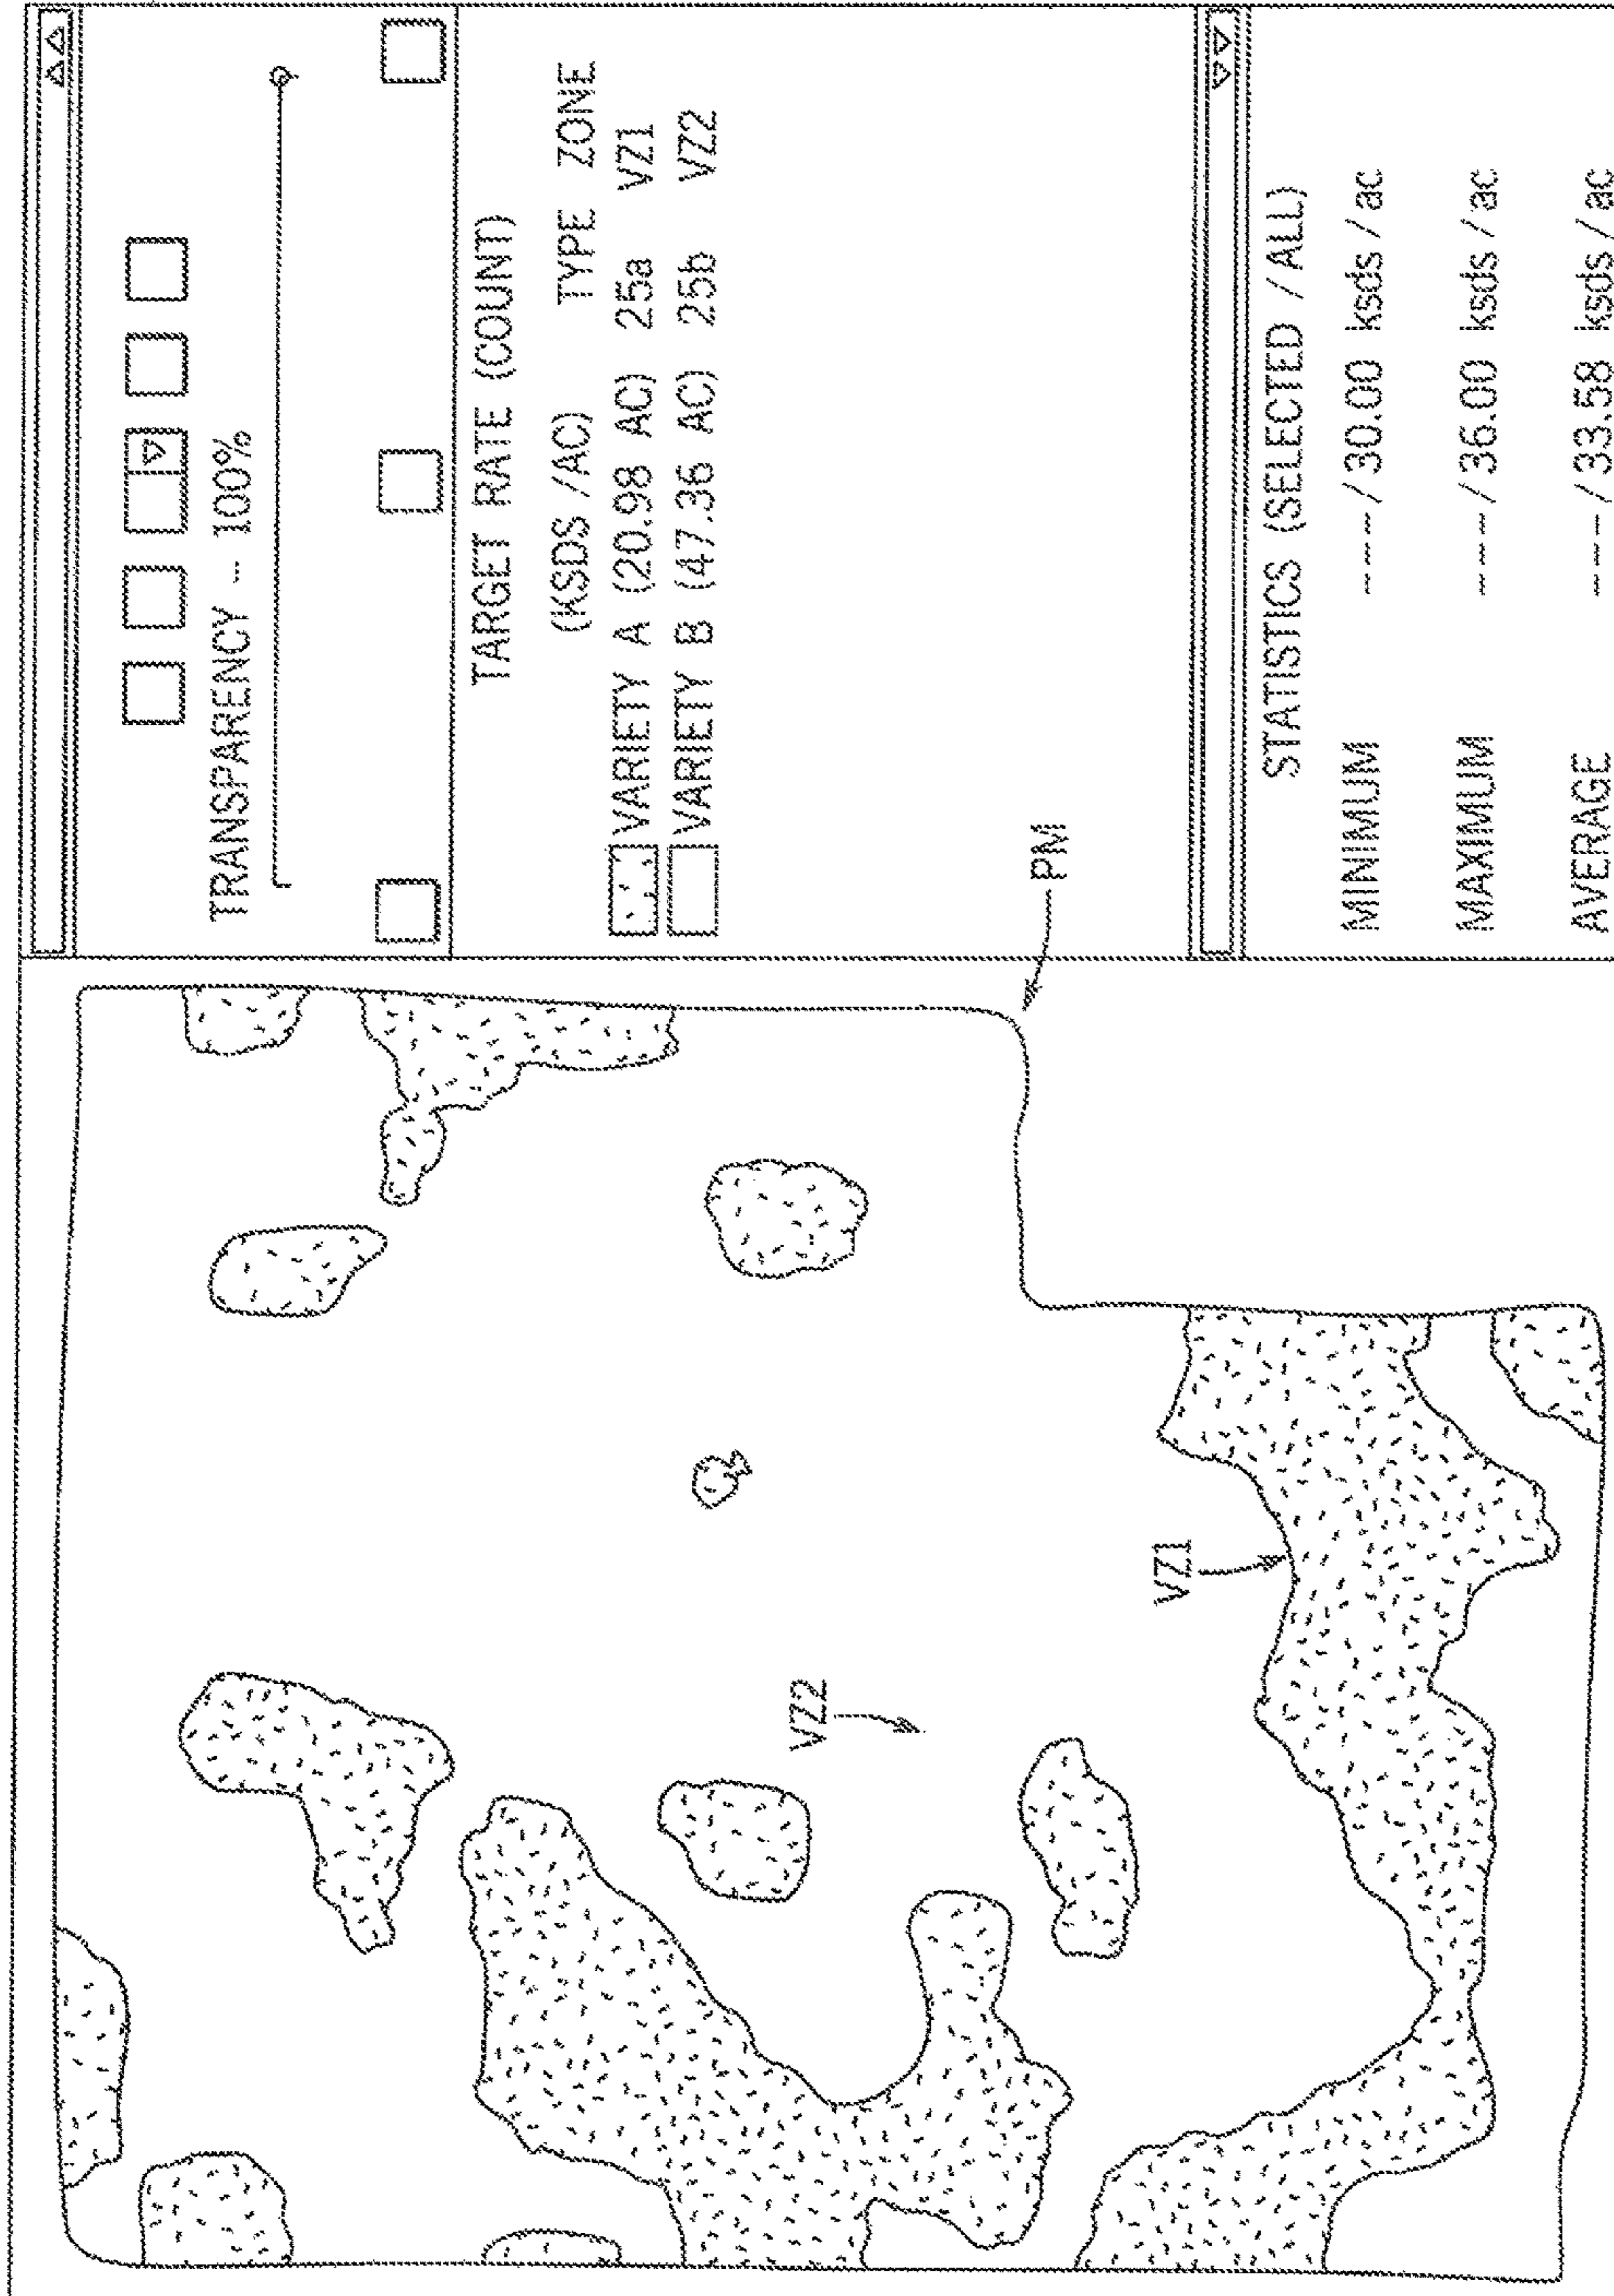 TRANSPARENCY -- 100%
TARGET RATE (COUNT)
(KSDS /AC) TYPE ZONE
VARIETY A (20.98 AC) 25a VZ1
VARIETY B (47.36 AC) 25b VZ2
PM
VZ1
VZ2
STATISTICS (SELECTED / ALL)
MINIMUM ---/ 30.00 ksds / ac
MAXIMUM ---/ 36.00 ksds / ac
AVERAGE ---/ 33.58 ksds / ac